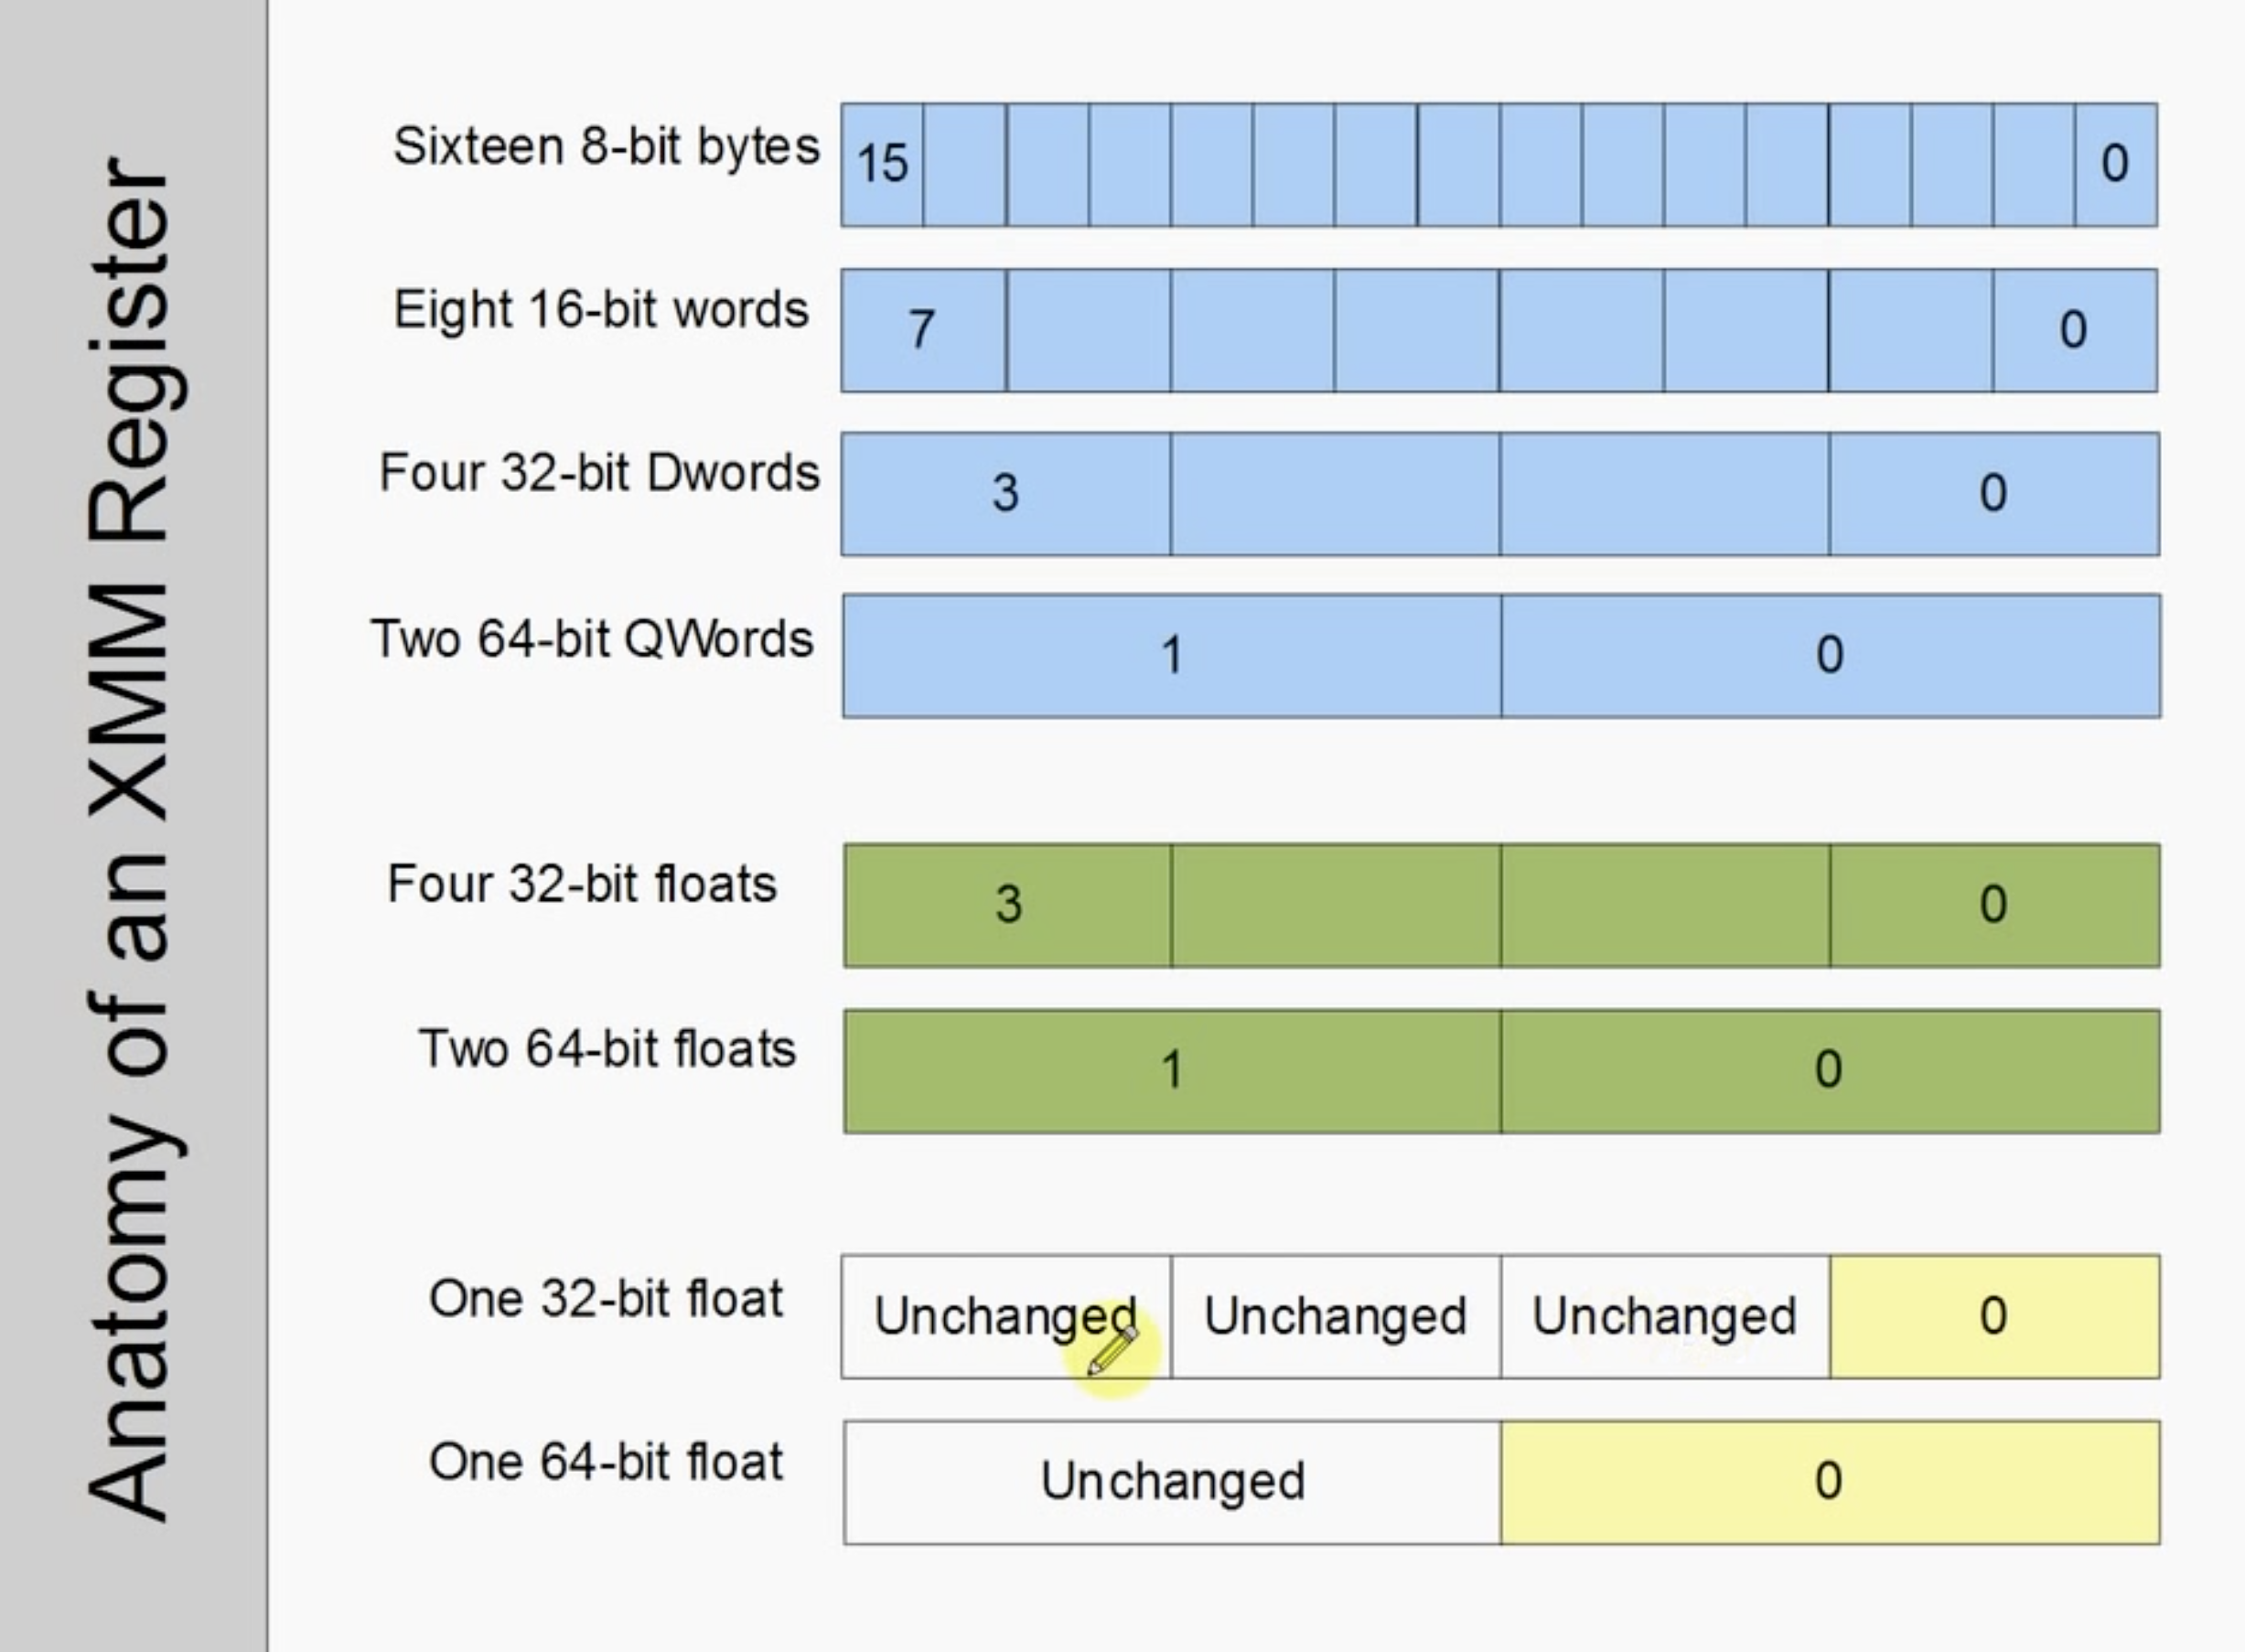 Anatomy of an XMM Register
Sixteen 8-bit bytes 15 0
Eight 16-bit words 7 0
Four 32-bit Dwords 3 0
Two 64-bit QWords 1 0
Four 32-bit floats 3 0
Two 64-bit floats 1 0
One 32-bit float Unchanged Unchanged Unchanged 0
One 64-bit float Unchanged 0